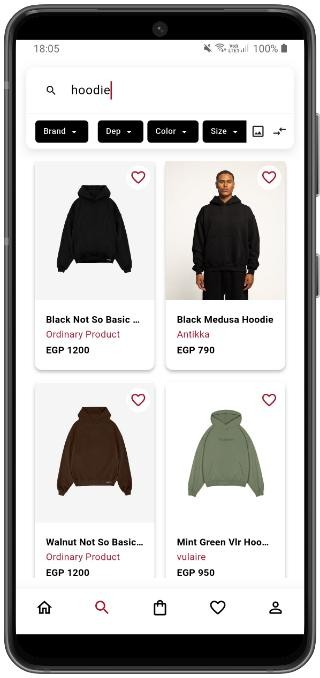 18:05
100%
hoodie
Brand
Dep
Color
Size
Black Not So Basic ...
Ordinary Product
EGP 1200
Black Medusa Hoodie
Antikka
EGP 790
Walnut Not So Basic...
Ordinary Product
EGP 1200
Mint Green Vlr Hoo...
vulaire
EGP 950